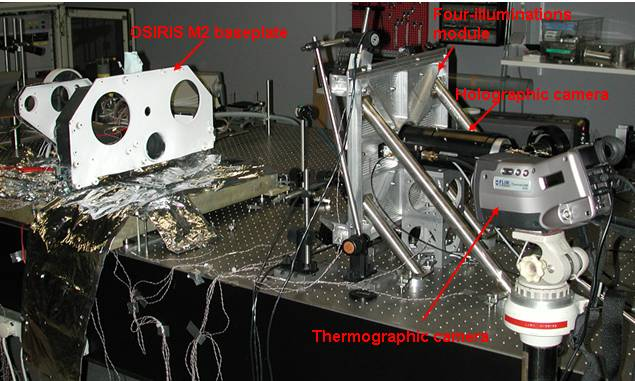 Four-illuminations
module
OSIRIS M2 baseplate
Holographic camera
FLIR
Thermographic camera